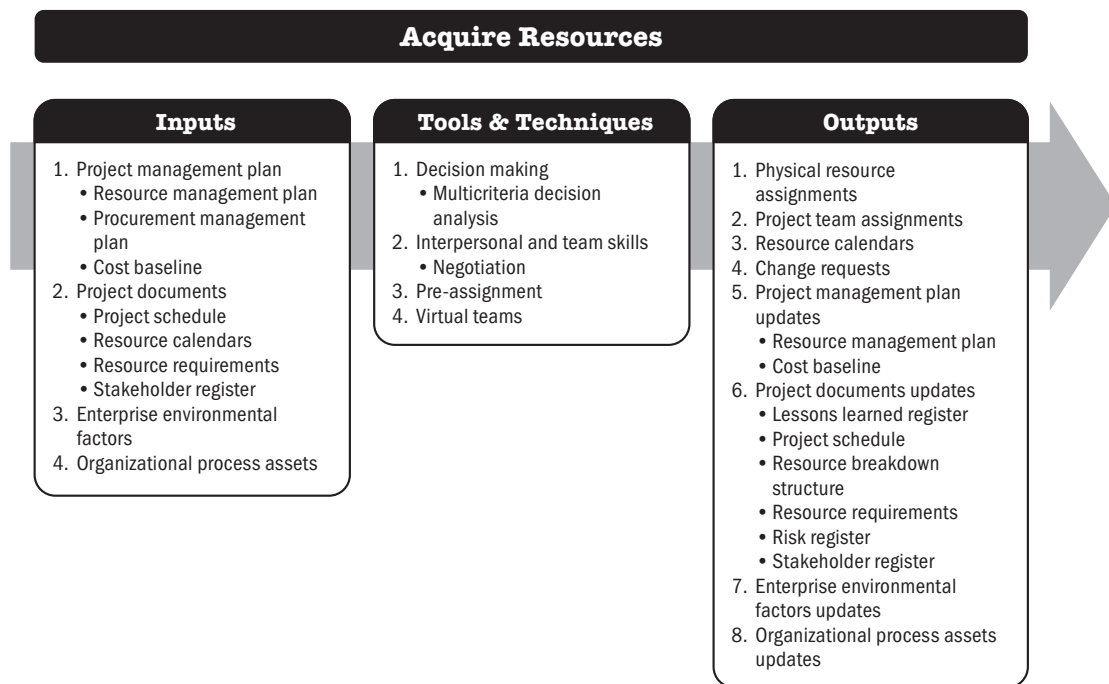 Acquire Resources
Inputs
1. Project management plan
• Resource management plan
• Procurement management
plan
• Cost baseline
2. Project documents
• Project schedule
• Resource calendars
• Resource requirements
• Stakeholder register
3. Enterprise environmental
factors
4. Organizational process assets
Tools & Techniques
1. Decision making
• Multicriteria decision
analysis
2. Interpersonal and team skills
• Negotiation
3. Pre-assignment
4. Virtual teams
Outputs
1. Physical resource
assignments
2. Project team assignments
3. Resource calendars
4. Change requests
5. Project management plan
updates
• Resource management plan
• Cost baseline
6. Project documents updates
• Lessons learned register
• Project schedule
• Resource breakdown
structure
• Resource requirements
• Risk register
• Stakeholder register
7. Enterprise environmental
factors updates
8. Organizational process assets
updates